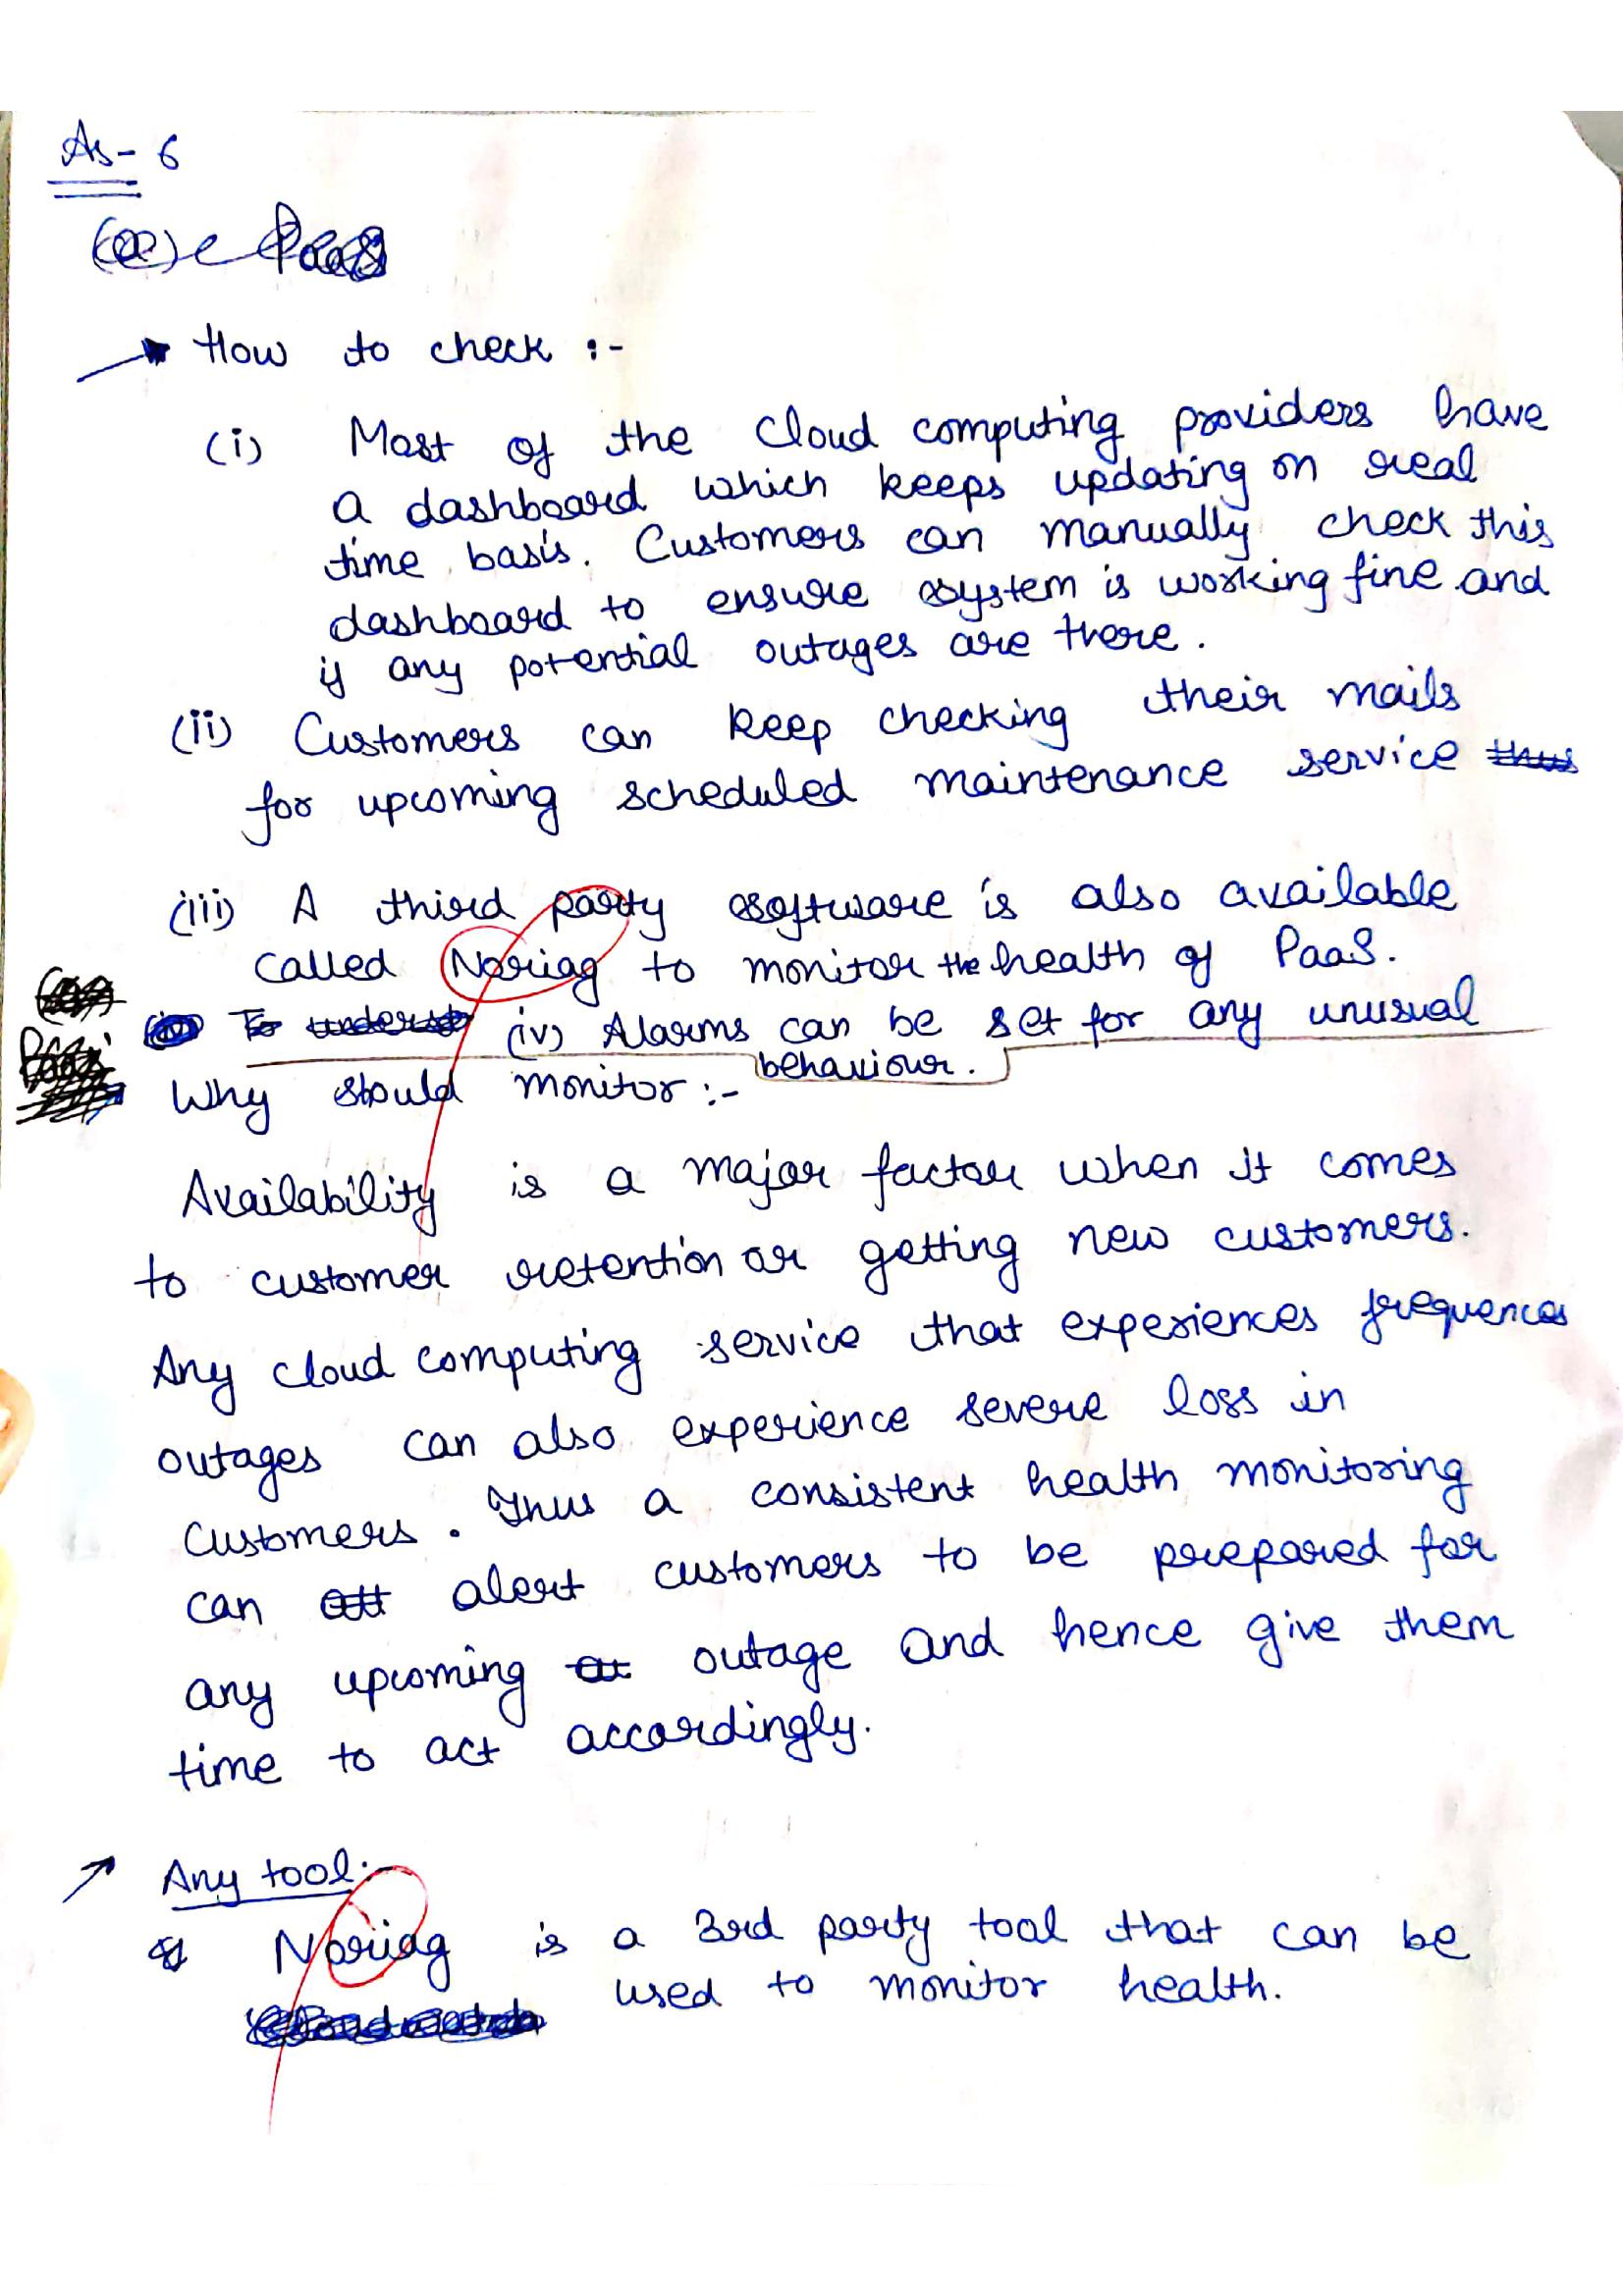 As- 6
→ How to check :-
(i) Most of the Cloud computing providers have
a dashboard which keeps updating on real
time basis. Customers can manually check this
dashboard to ensure system is working fine and
if any potential outages are there.
(ii) Customers can keep checking their mails
for upcoming scheduled maintenance service thus
(iii) A third party software is also available
called Noriag to monitor the health of PaaS.
To underst (iv) Alarms can be set for any unusual
behaviour.
Why should monitor :-
Availability is a major factor when it comes
to customer retention or getting new customers.
Any cloud computing service that experiences frequences
outages can also experience severe loss in
Customers. Thus a consistent health monitoring
can alert customers to be prepared for
any upcoming outage and hence give them
time to act accordingly.
↗ Any tool :-
Noriag is a 3rd party tool that can be
used to monitor health.